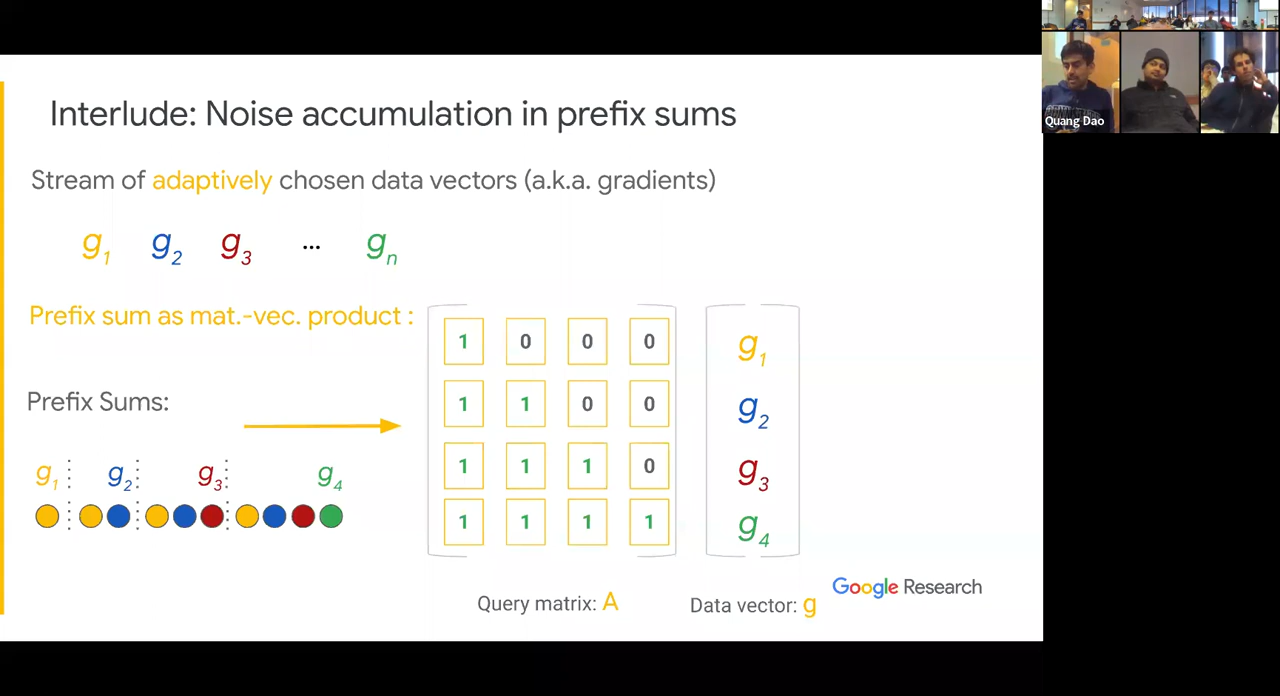 Interlude: Noise accumulation in prefix sums
Stream of adaptively chosen data vectors (a.k.a. gradients)
g1 g2 g3 ... gn
Prefix sum as mat.-vec. product :
1 0 0 0 g1
1 1 0 0 g2
1 1 1 0 g3
1 1 1 1 g4
Prefix Sums:
g1 g2 g3 g4
Query matrix: A
Data vector: g
Google Research
Quang Dao